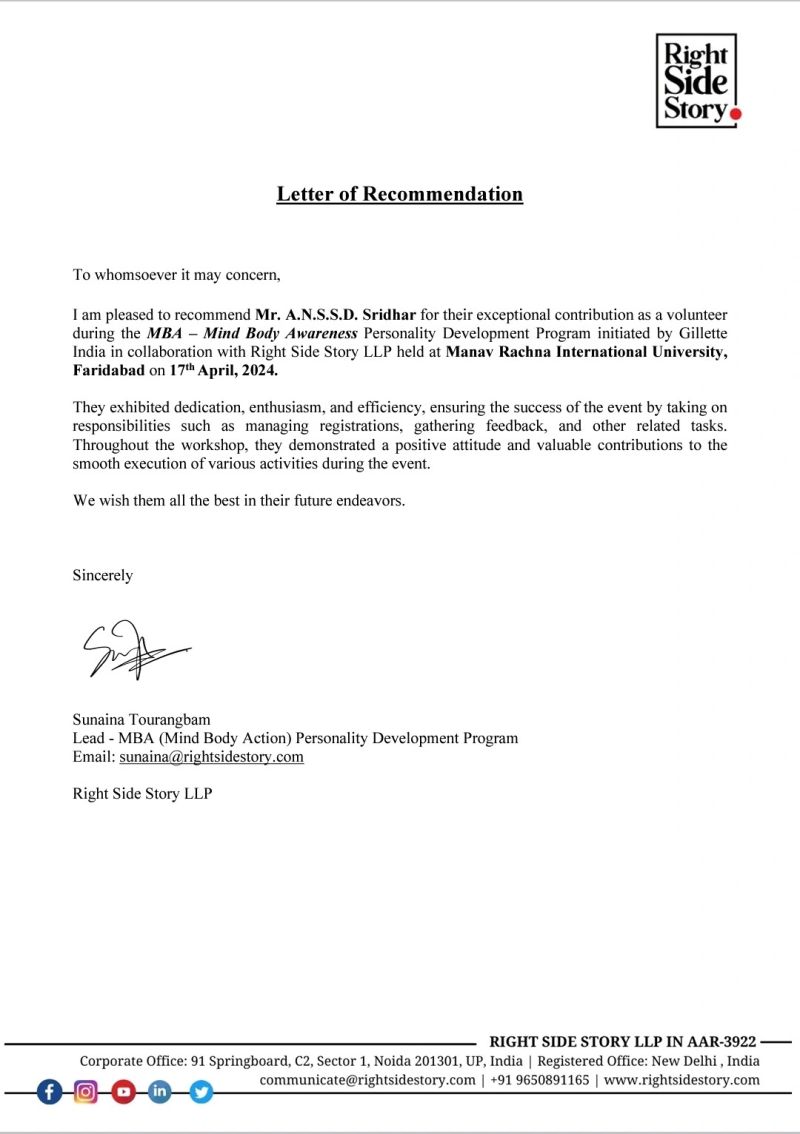 Right
Side
Story
Letter of Recommendation
To whomsoever it may concern,
I am pleased to recommend Mr. A.N.S.S.D. Sridhar for their exceptional contribution as a volunteer
during the MBA – Mind Body Awareness Personality Development Program initiated by Gillette
India in collaboration with Right Side Story LLP held at Manav Rachna International University,
Faridabad on 17th April, 2024.
They exhibited dedication, enthusiasm, and efficiency, ensuring the success of the event by taking on
responsibilities such as managing registrations, gathering feedback, and other related tasks.
Throughout the workshop, they demonstrated a positive attitude and valuable contributions to the
smooth execution of various activities during the event.
We wish them all the best in their future endeavors.
Sincerely
Sunaina Tourangbam
Lead - MBA (Mind Body Action) Personality Development Program
Email: sunaina@rightsidestory.com
Right Side Story LLP
RIGHT SIDE STORY LLP IN AAR-3922
Corporate Office: 91 Springboard, C2, Sector 1, Noida 201301, UP, India | Registered Office: New Delhi , India
communicate@rightsidestory.com | +91 9650891165 | www.rightsidestory.com